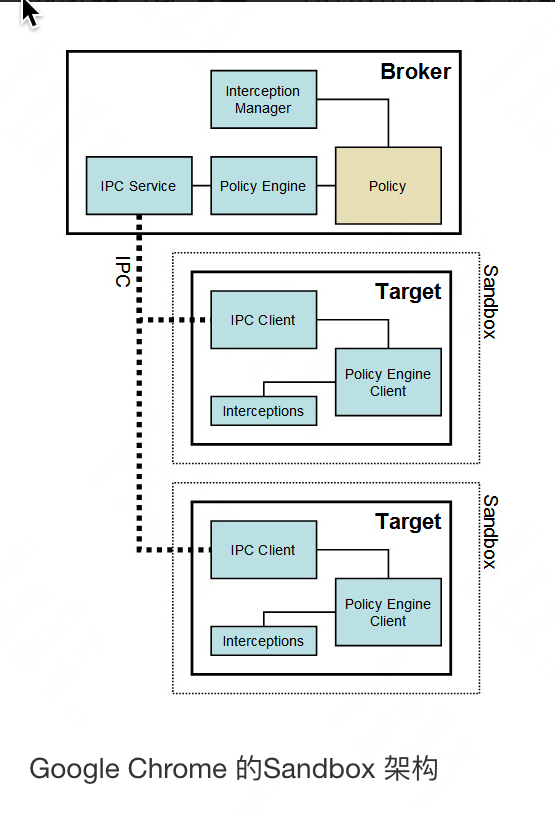 Broker
Interception
Manager
IPC Service
Policy Engine
Policy
IPC
Sandbox
Target
IPC Client
Policy Engine
Client
Interceptions
Sandbox
Target
IPC Client
Policy Engine
Client
Interceptions
Google Chrome 的Sandbox 架构